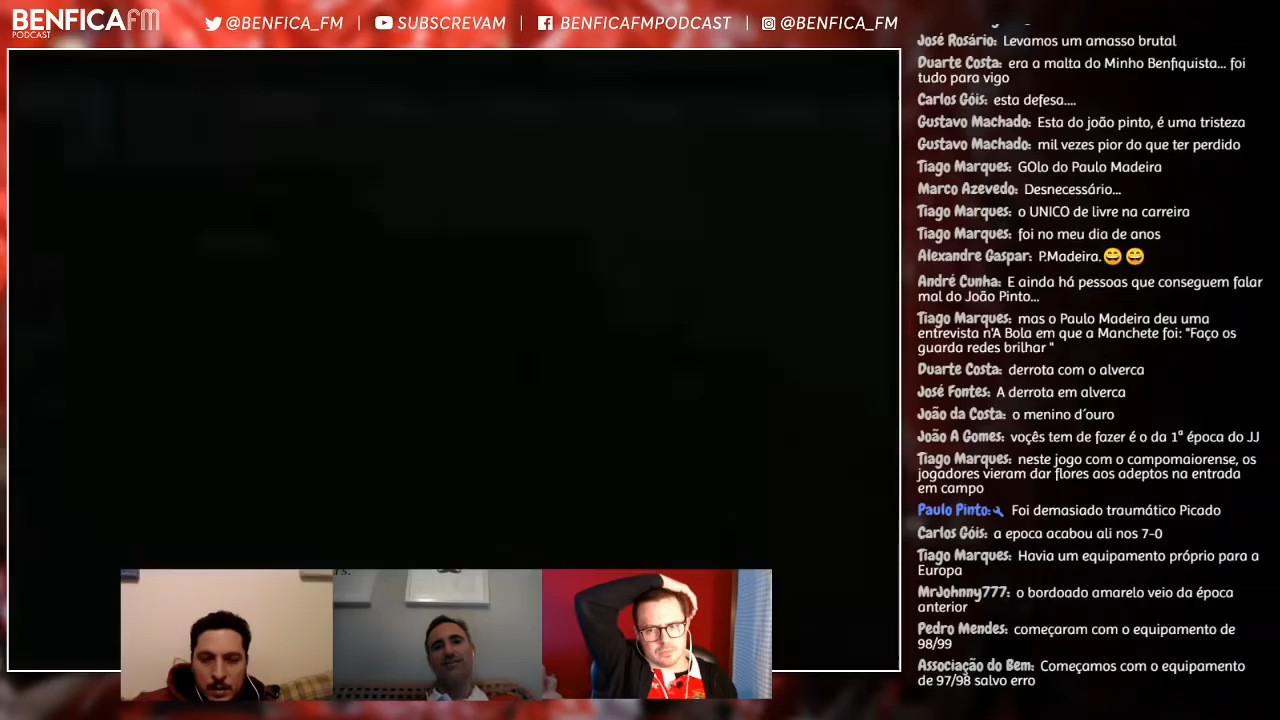 BENFICA FM
PODCAST
@BENFICA_FM | SUBSCREVAM | BENFICAFMPODCAST | @BENFICA_FM
José Rosário: Levamos um amasso brutal
Duarte Costa: era a malta do Minho Benfiquista... foi
tudo para vigo
Carlos Góis: esta defesa....
Gustavo Machado: Esta do joão pinto, é uma tristeza
Gustavo Machado: mil vezes pior do que ter perdido
Tiago Marques: GOlo do Paulo Madeira
Marco Azevedo: Desnecessário...
Tiago Marques: o UNICO de livre na carreira
Tiago Marques: foi no meu dia de anos
Alexandre Gaspar: P.Madeira.😄 😄
André Cunha: E ainda há pessoas que conseguem falar
mal do João Pinto...
Tiago Marques: mas o Paulo Madeira deu uma
entrevista n'A Bola em que a Manchete foi: "Faço os
guarda redes brilhar "
Duarte Costa: derrota com o alverca
José Fontes: A derrota em alverca
João da Costa: o menino d´ouro
João A Gomes: voçês tem de fazer é o da 1ª época do JJ
Tiago Marques: neste jogo com o campomaiorense, os
jogadores vieram dar flores aos adeptos na entrada
em campo
Paulo Pinto: Foi demasiado traumático Picado
Carlos Góis: a epoca acabou ali nos 7-0
Tiago Marques: Havia um equipamento próprio para a
Europa
MrJohnny777: o bordoado amarelo veio da época
anterior
Pedro Mendes: começaram com o equipamento de
98/99
Associação do Bem: Começamos com o equipamento
de 97/98 salvo erro